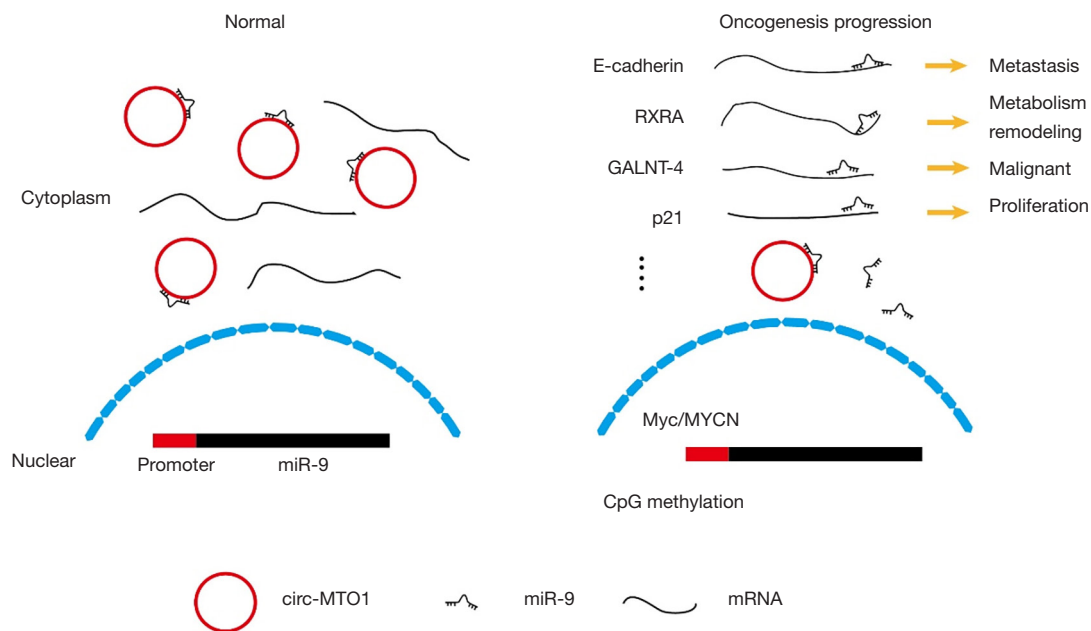 Normal
Oncogenesis progression
Cytoplasm
E-cadherin
Metastasis
RXRA
Metabolism
remodeling
GALNT-4
Malignant
p21
Proliferation
Nuclear
Promoter
miR-9
Myc/MYCN
CpG methylation
circ-MTO1
miR-9
mRNA